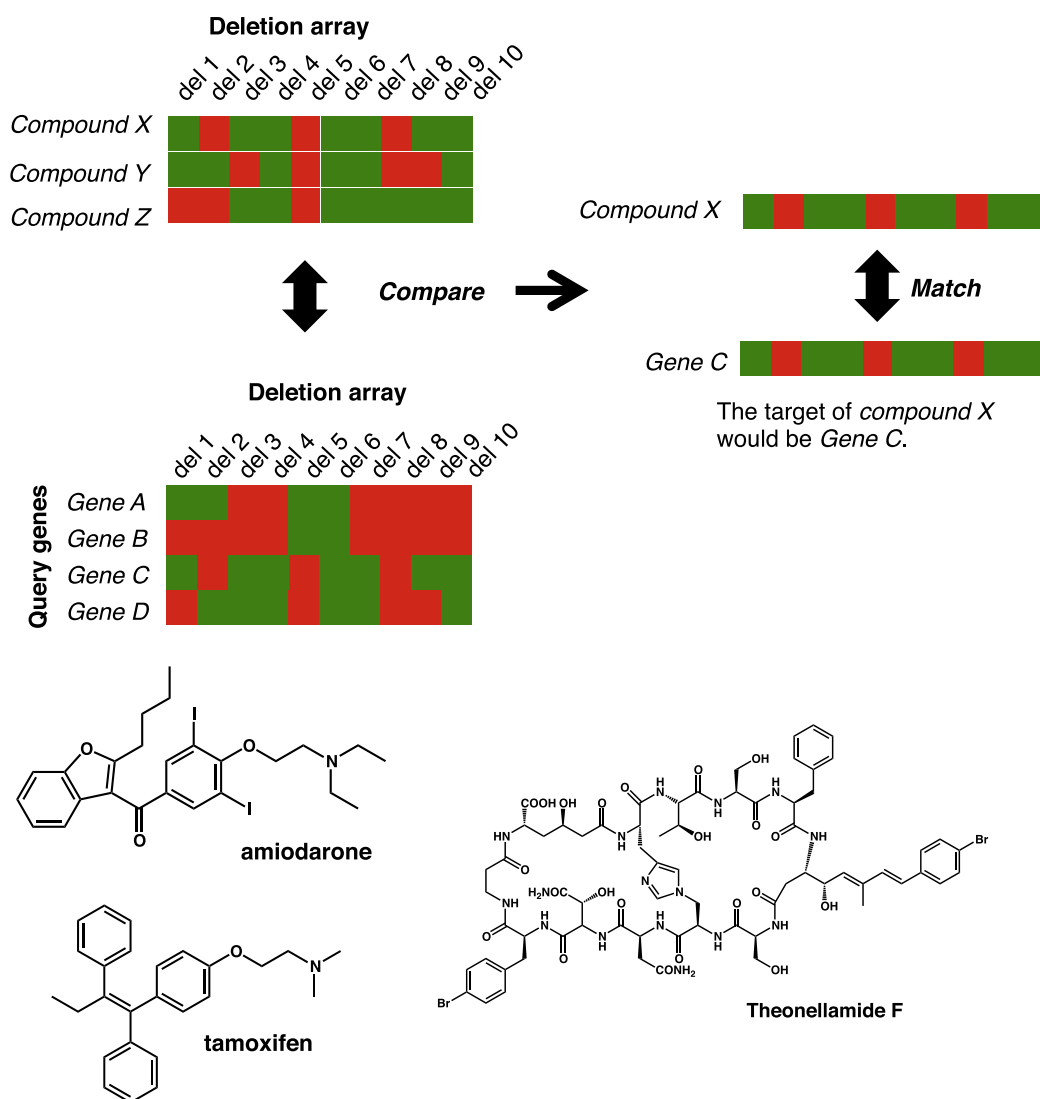 Deletion array
del 1 del 2 del 3 del 4 del 5 del 6 del 7 del 8 del 9 del 10
Compound X
Compound Y
Compound Z
Compare
Compound X
Match
Gene C
The target of compound X
would be Gene C.
Deletion array
del 1 del 2 del 3 del 4 del 5 del 6 del 7 del 8 del 9 del 10
Query genes
Gene A
Gene B
Gene C
Gene D
O
I
O
N
I
O
amiodarone
O
N
tamoxifen
COOH
OH
O
N
H
O
N
H
OH
O
N
H
OH
O
N
H
O
NH
Br
OH
HN
O
NH
O
N
N
H2NOC
OH
O
H
N
O
N
H
O
CONH2
H
N
O
N
H
O
OH
NH
O
Br
Theonellamide F